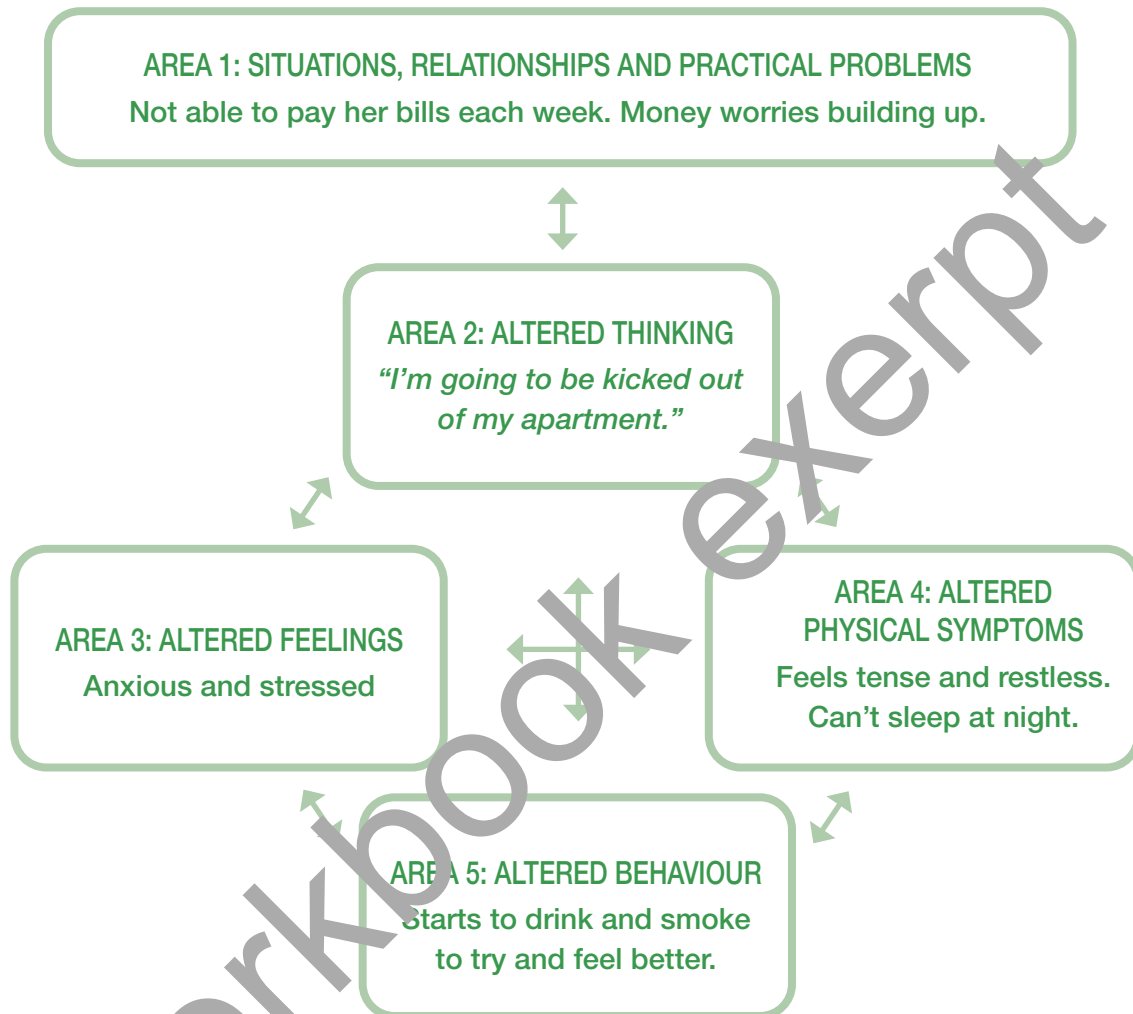 AREA 1: SITUATIONS, RELATIONSHIPS AND PRACTICAL PROBLEMS
Not able to pay her bills each week. Money worries building up.
AREA 2: ALTERED THINKING
“I’m going to be kicked out
of my apartment.”
AREA 3: ALTERED FEELINGS
Anxious and stressed
AREA 4: ALTERED
PHYSICAL SYMPTOMS
Feels tense and restless.
Can’t sleep at night.
AREA 5: ALTERED BEHAVIOUR
Starts to drink and smoke
to try and feel better.
exerpt